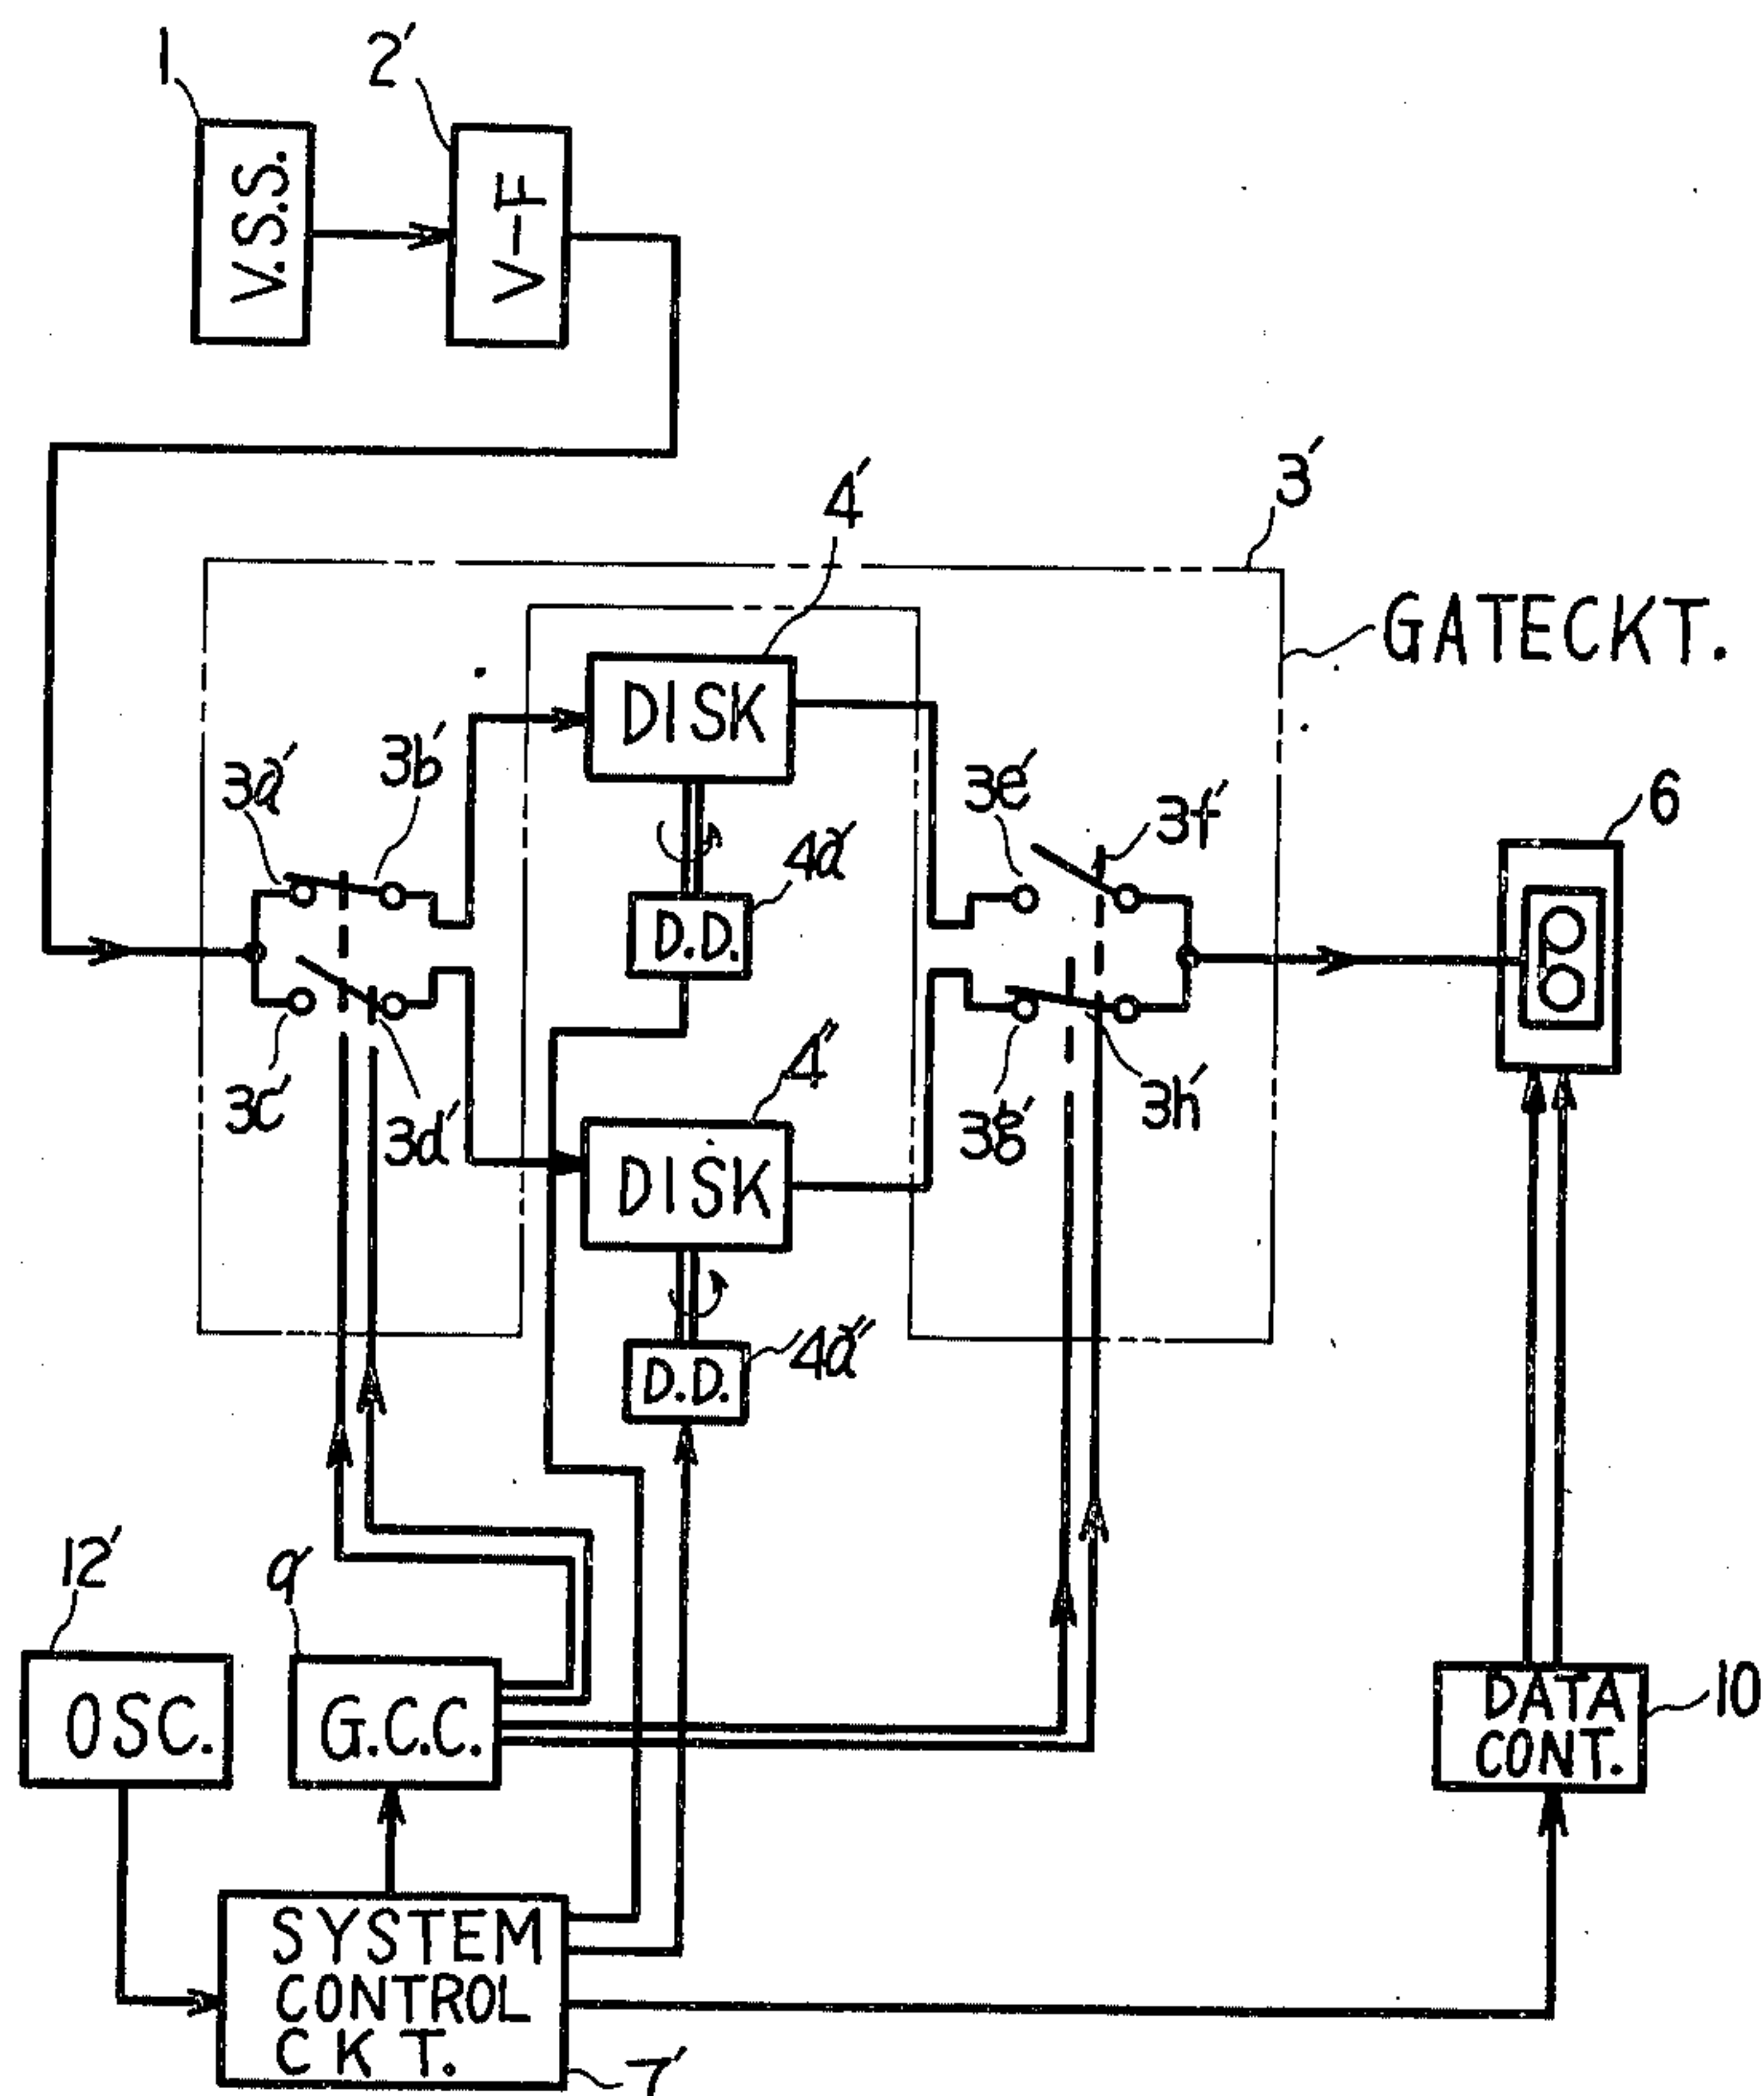 1
2'
V.S.S.
V-F
3'
4'
GATECKT.
DISK
3a'
3b'
3e'
3f'
6
4a'
D.D.
4"
3c'
3d'
3g'
3h'
DISK
4a"
D.D.
12'
9'
OSC.
G.C.C.
DATA
CONT.
10
SYSTEM
CONTROL
CKT.
7'